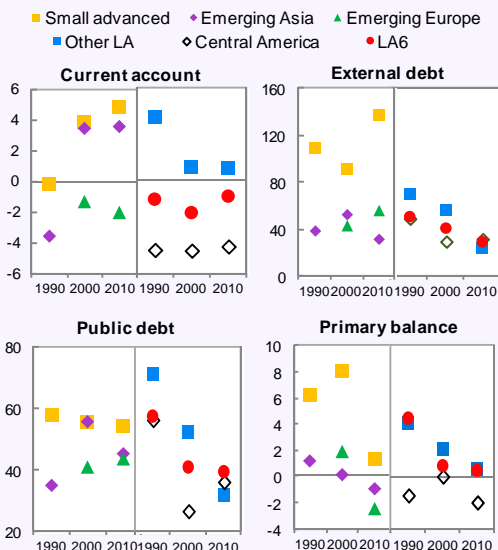 Small advanced Emerging Asia Emerging Europe
Other LA Central America LA6
Current account
6
4
2
0
-2
-4
-6
1990 2000 2010 1990 2000 2010
External debt
160
120
80
40
0
1990 2000 2010 1990 2000 2010
Public debt
80
60
40
20
1990 2000 2010 1990 2000 2010
Primary balance
10
8
6
4
2
0
-2
-4
1990 2000 2010 1990 2000 2010